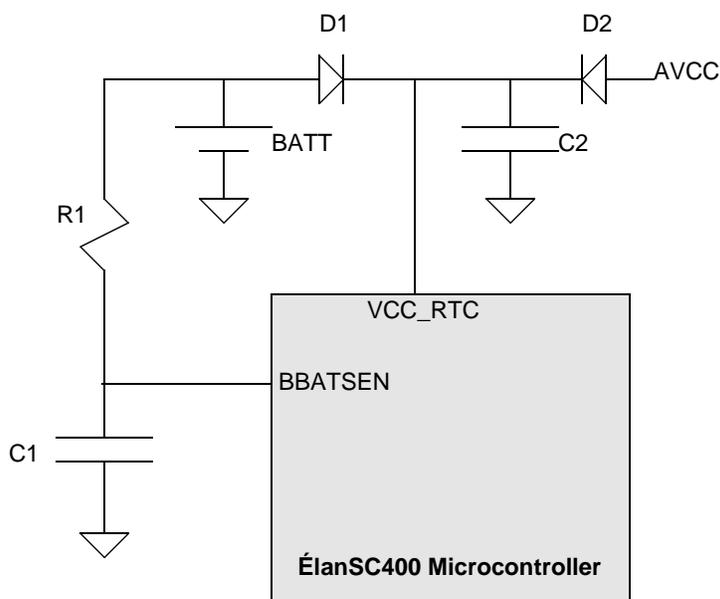 D1
D2
AVCC
BATT
C2
R1
VCC_RTC
BBATSEN
C1
ÉlanSC400 Microcontroller